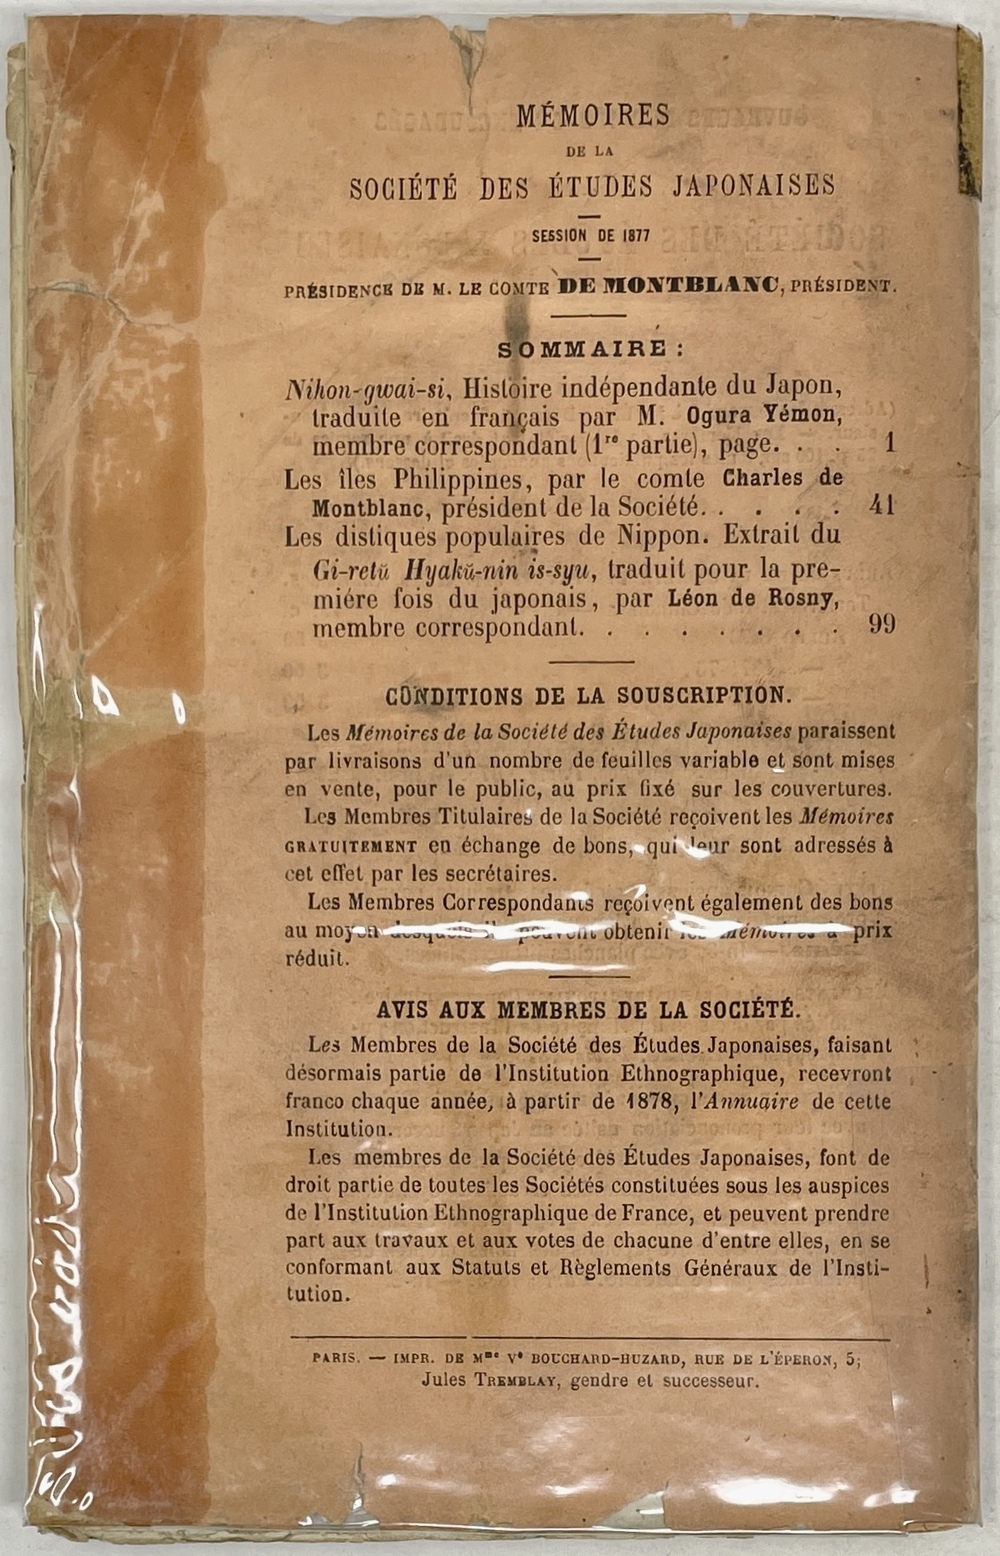 MÉMOIRES
DE LA
SOCIÉTÉ DES ÉTUDES JAPONAISES
SESSION DE 1877
PRÉSIDENCE DE M. LE COMTE DE MONTBLANC, PRÉSIDENT.
SOMMAIRE :
Nihon-gwai-si, Histoire indépendante du Japon,
traduite en français par M. Ogura Yémon,
membre correspondant (1re partie), page. . . 1
Les îles Philippines, par le comte Charles de
Montblanc, président de la Société. . . . . 41
Les distiques populaires de Nippon. Extrait du
Gi-retŭ Hyakŭ-nin is-syu, traduit pour la pre-
miére fois du japonais, par Léon de Rosny,
membre correspondant. . . . . . . . 99
CONDITIONS DE LA SOUSCRIPTION.
Les Mémoires de la Société des Études Japonaises paraissent
par livraisons d'un nombre de feuilles variable et sont mises
en vente, pour le public, au prix fixé sur les couvertures.
Les Membres Titulaires de la Société reçoivent les Mémoires
GRATUITEMENT en échange de bons, qui leur sont adressés à
cet effet par les secrétaires.
Les Membres Correspondants reçoivent également des bons
au moyen desquels ils peuvent obtenir les Mémoires à prix
réduit.
AVIS AUX MEMBRES DE LA SOCIÉTÉ.
Les Membres de la Société des Études Japonaises, faisant
désormais partie de l'Institution Ethnographique, recevront
franco chaque année, à partir de 1878, l'Annuaire de cette
Institution.
Les membres de la Société des Études Japonaises, font de
droit partie de toutes les Sociétés constituées sous les auspices
de l'Institution Ethnographique de France, et peuvent prendre
part aux travaux et aux votes de chacune d'entre elles, en se
conformant aux Statuts et Règlements Généraux de l'Insti-
tution.
PARIS. — IMPR. DE Mme Ve BOUCHARD-HUZARD, RUE DE L'ÉPERON, 5;
Jules TREMBLAY, gendre et successeur.